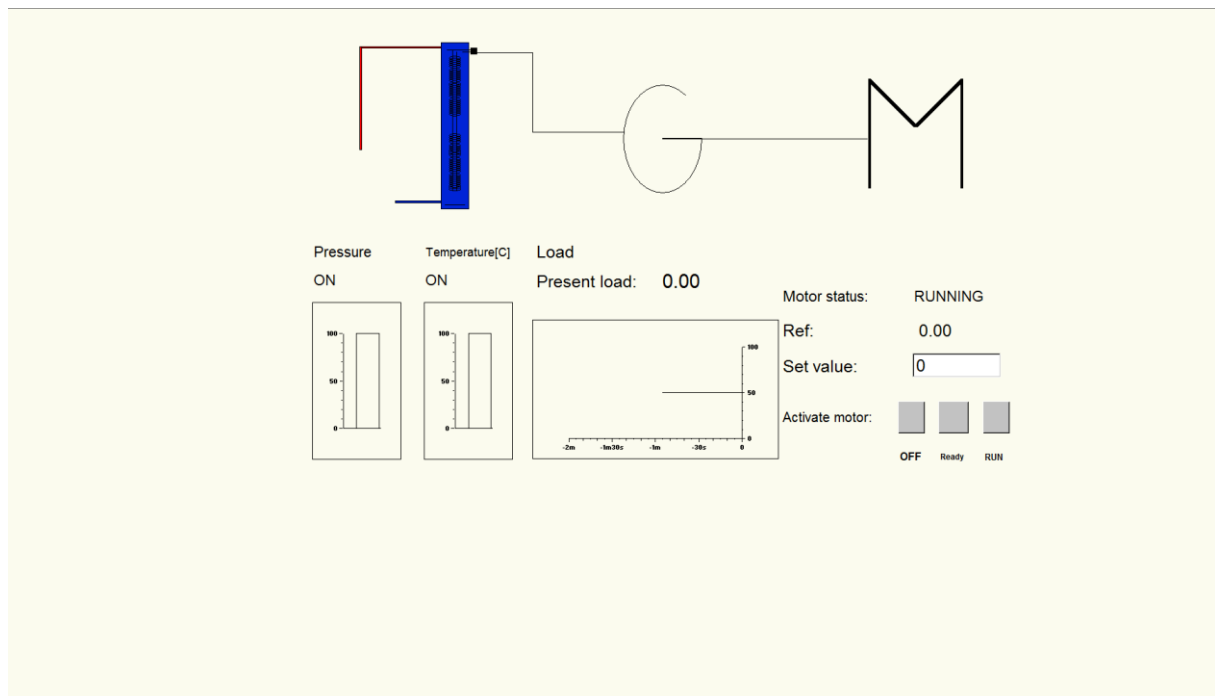 G M
Pressure Temperature[C] Load
ON ON Present load: 0.00
Motor status: RUNNING
Ref: 0.00
Set value: 0
Activate motor:
OFF Ready RUN
100
50
0
100
50
0
100
50
0
-2m -1m30s -1m -30s 0